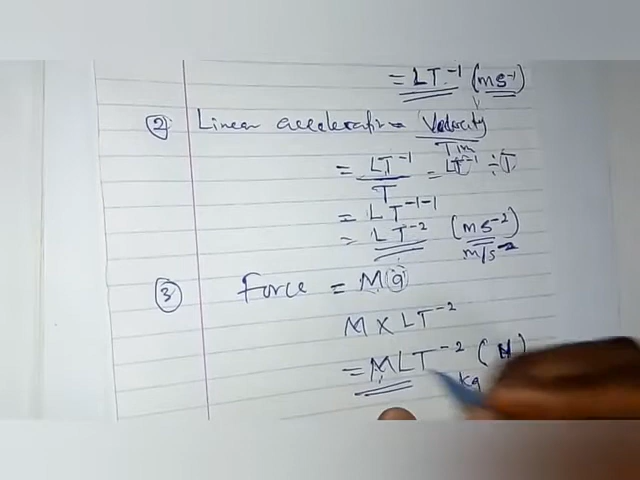 = LT⁻¹ (ms⁻¹)
② Linear acceleration = Velocity / Time
= LT⁻¹ / T = LT⁻¹ ÷ T
= LT⁻¹⁻¹
= LT⁻² (ms⁻²)
m/s⁻²
③ Force = Mg
M × LT⁻²
= MLT⁻² (N)
kg